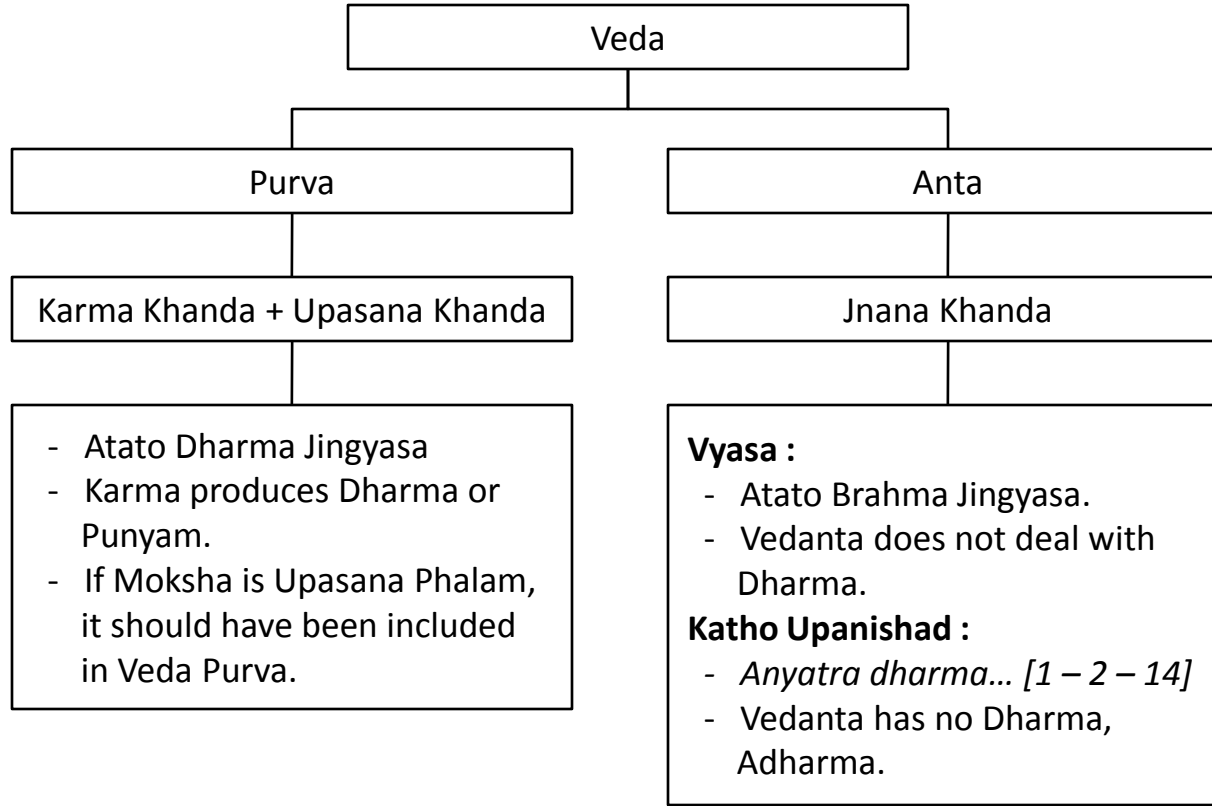 Veda
Purva
Anta
Karma Khanda + Upasana Khanda
Jnana Khanda
- Atato Dharma Jingyasa
- Karma produces Dharma or
Punyam.
- If Moksha is Upasana Phalam,
it should have been included
in Veda Purva.
Vyasa :
- Atato Brahma Jingyasa.
- Vedanta does not deal with
Dharma.
Katho Upanishad :
- Anyatra dharma… [1 – 2 – 14]
- Vedanta has no Dharma,
Adharma.